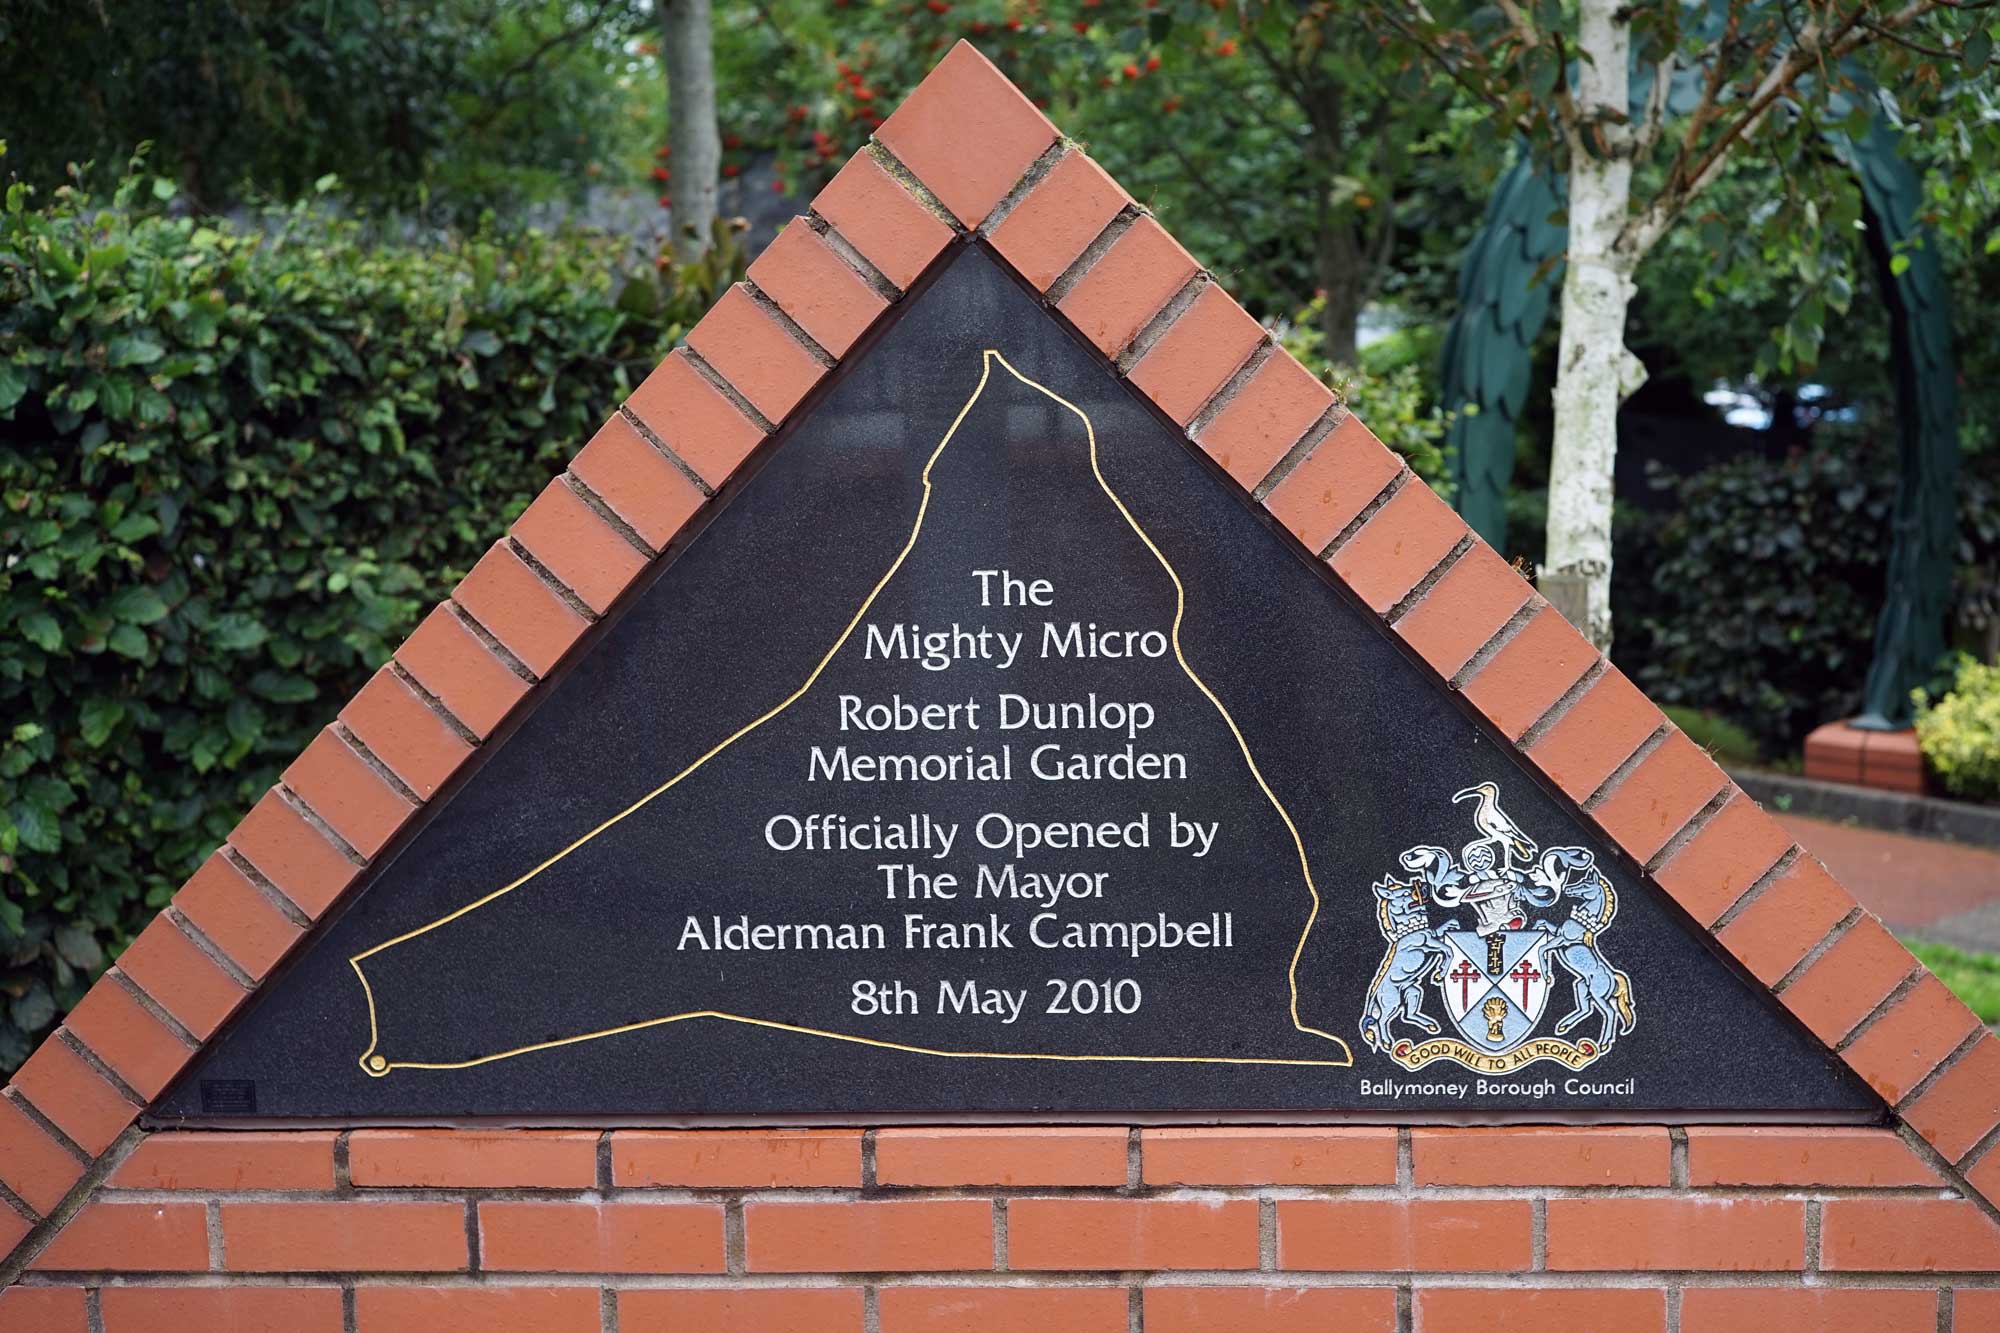 The
Mighty Micro
Robert Dunlop
Memorial Garden
Officially Opened by
The Mayor
Alderman Frank Campbell
8th May 2010
GOOD WILL TO ALL PEOPLE
Ballymoney Borough Council